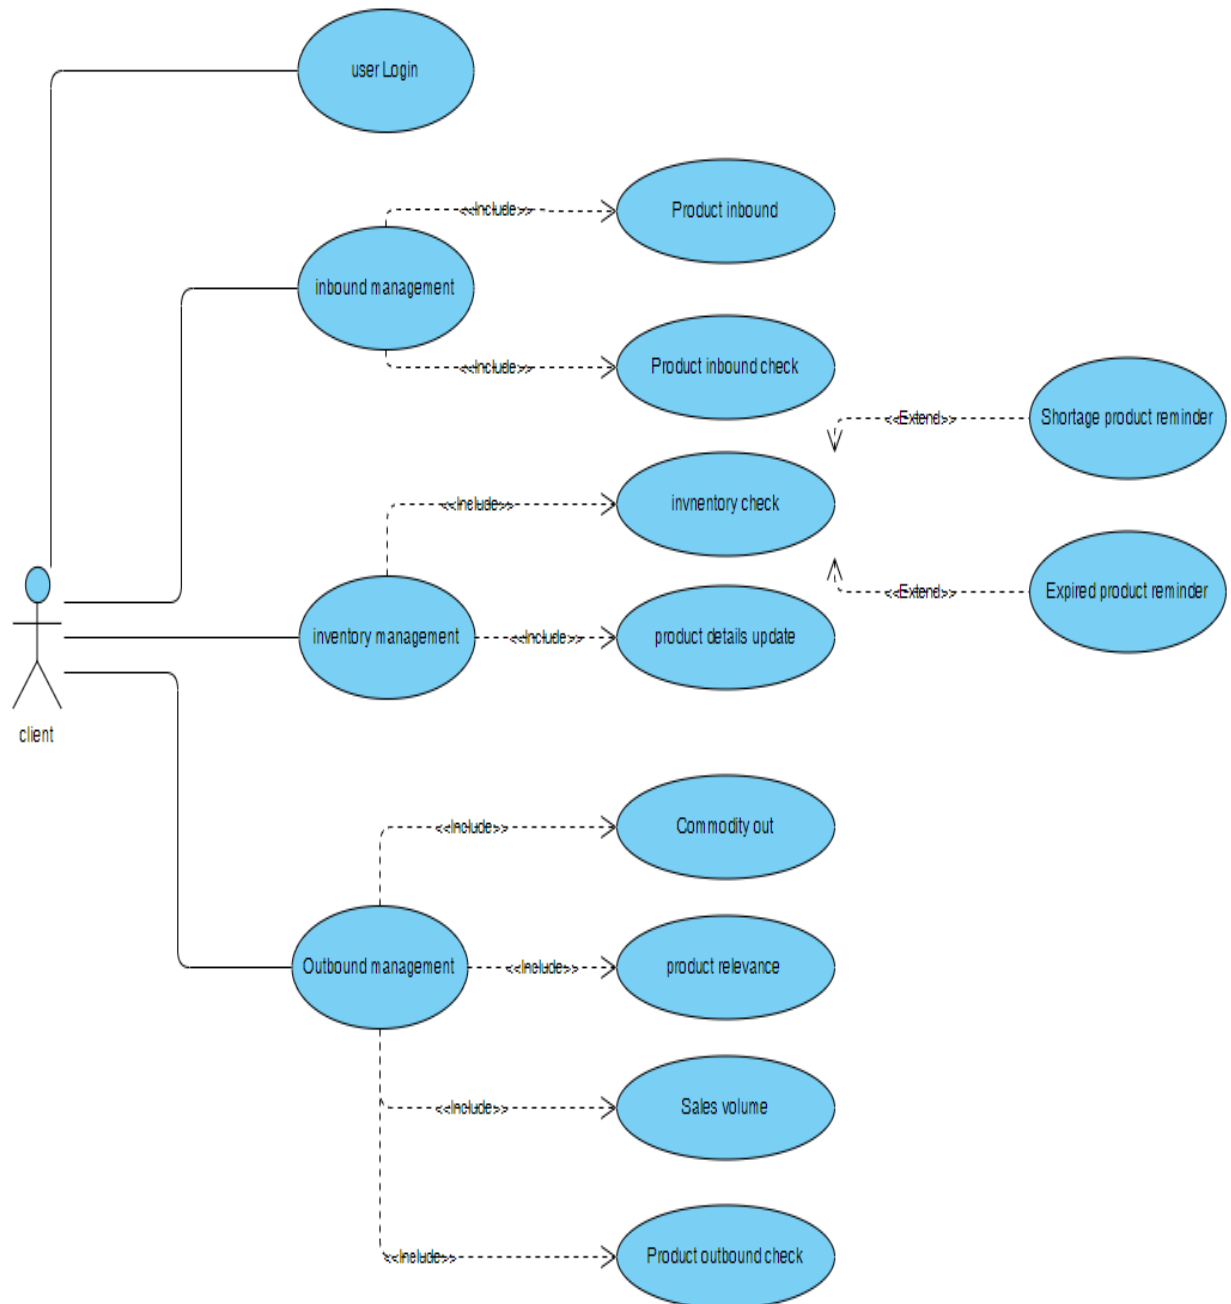 user Login
<<Include>>
Product inbound
inbound management
<<Include>>
Product inbound check
<<Extend>>
Shortage product reminder
<<Include>>
invnentory check
<<Extend>>
Expired product reminder
inventory management
<<Include>>
product details update
client
<<Include>>
Commodity out
Outbound management
<<Include>>
product relevance
<<Include>>
Sales volume
<<Include>>
Product outbound check